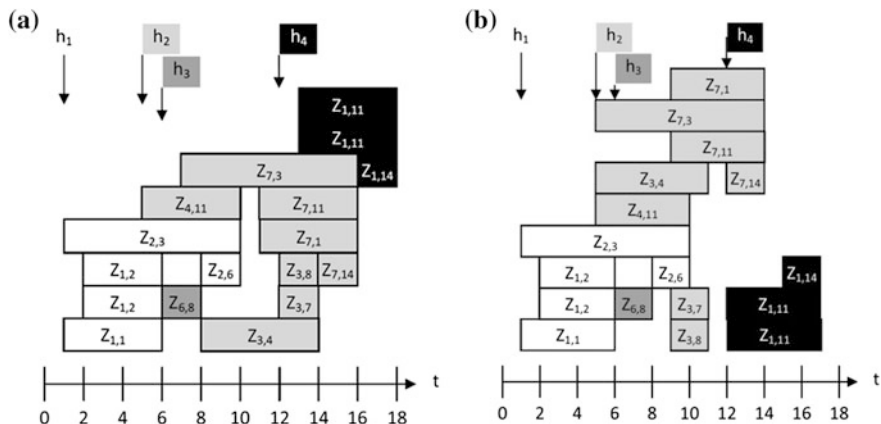 (a)
h1 h2 h4
h3
Z1,11
Z1,11
Z7,3 Z1,14
Z4,11 Z7,11
Z2,3 Z7,1
Z1,2 Z2,6 Z3,8 Z7,14
Z1,2 Z6,8 Z3,7
Z1,1 Z3,4
t
0 2 4 6 8 10 12 14 16 18
(b)
h1 h2 h4
h3
Z7,1
Z7,3
Z7,11
Z3,4 Z7,14
Z4,11
Z2,3
Z1,2 Z2,6 Z1,14
Z1,2 Z6,8 Z3,7 Z1,11
Z1,1 Z3,8 Z1,11
t
0 2 4 6 8 10 12 14 16 18